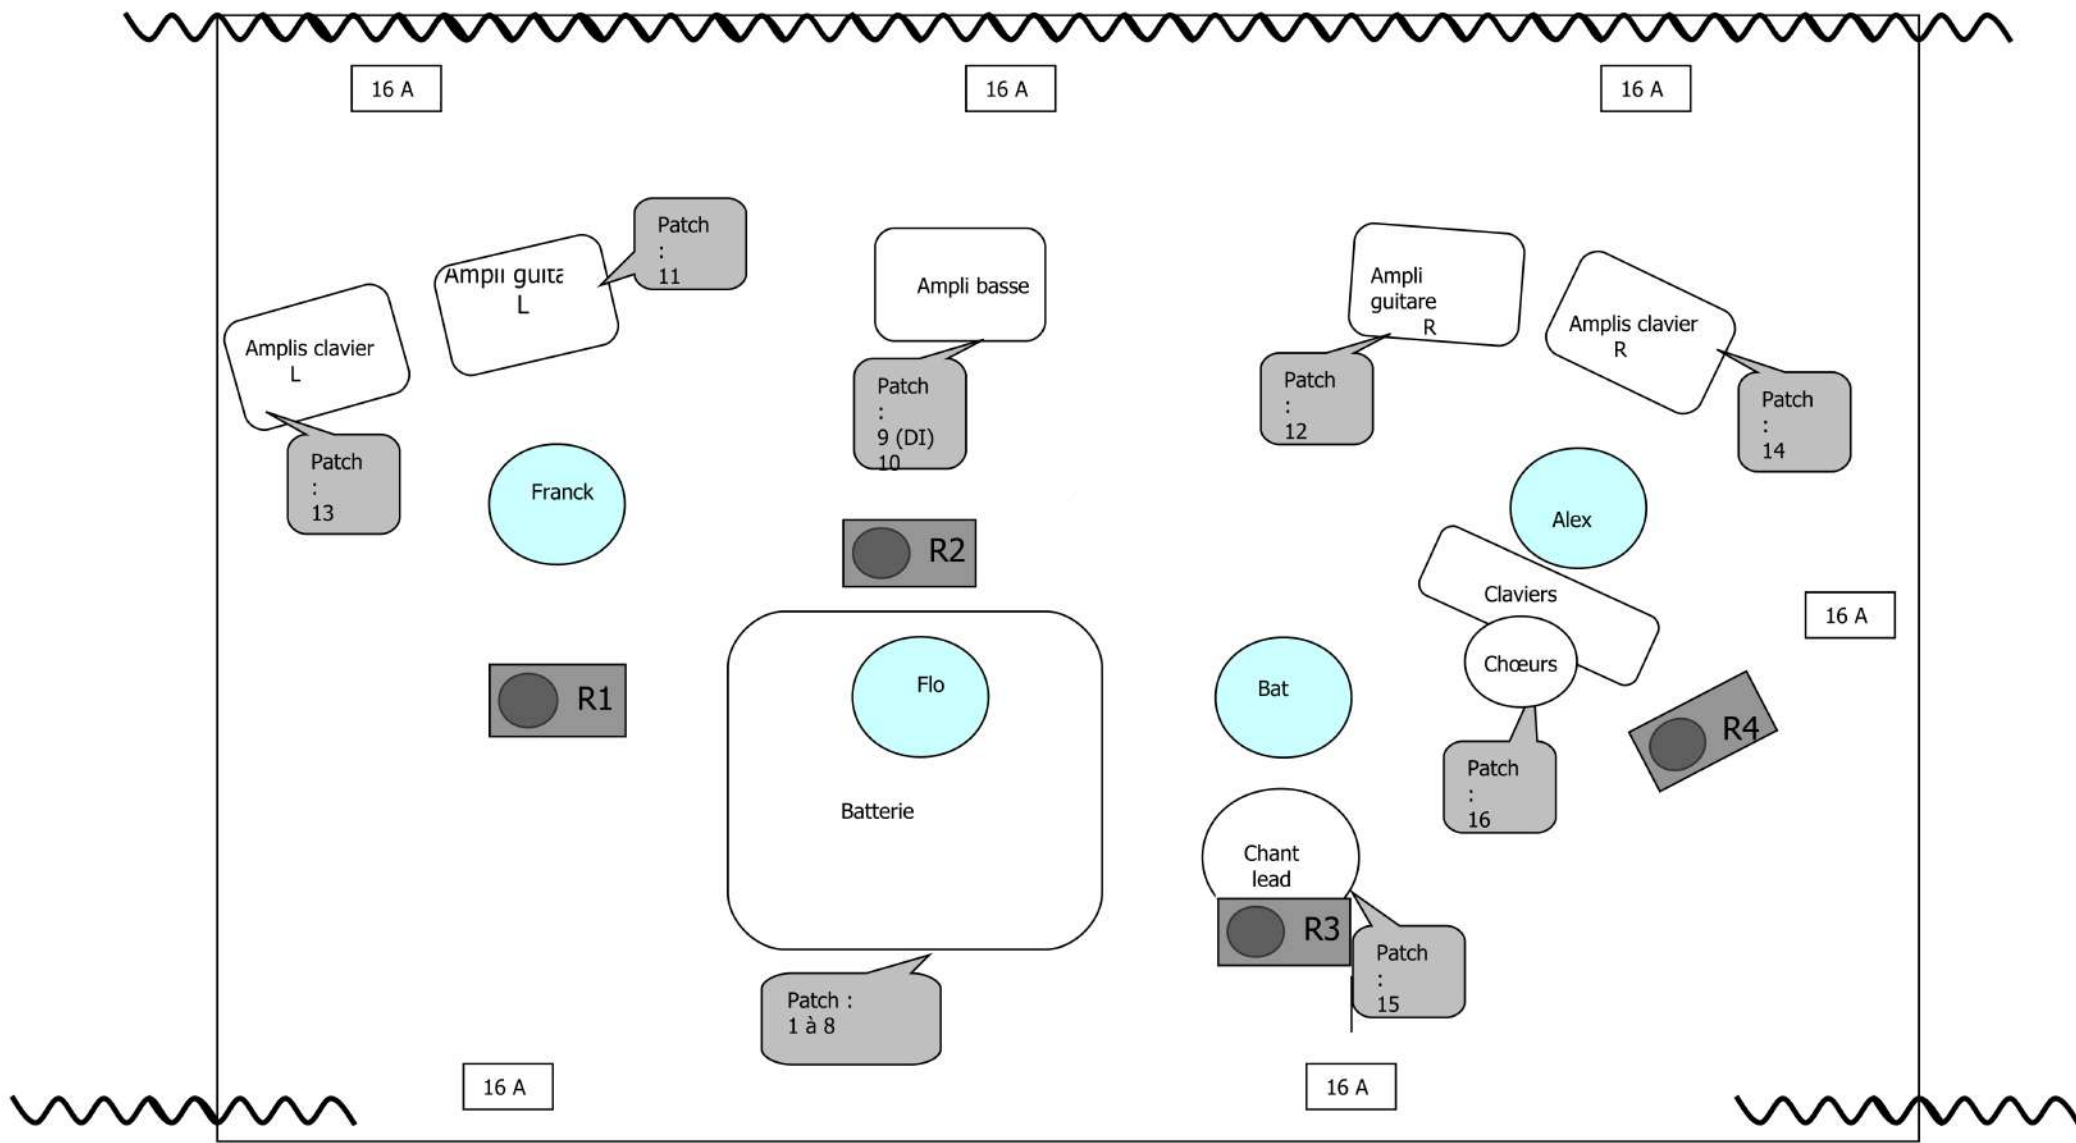 16 A
16 A
16 A
Patch
:
11
Ampli guita
L
Ampli basse
Ampli
guitare
R
Amplis clavier
R
Amplis clavier
L
Patch
:
9 (DI)
10
Patch
:
12
Patch
:
14
Patch
:
13
Franck
Alex
R2
Claviers
16 A
Chœurs
R1
Flo
Bat
R4
Patch
:
16
Batterie
Chant
lead
R3
Patch
:
15
Patch :
1 à 8
16 A
16 A